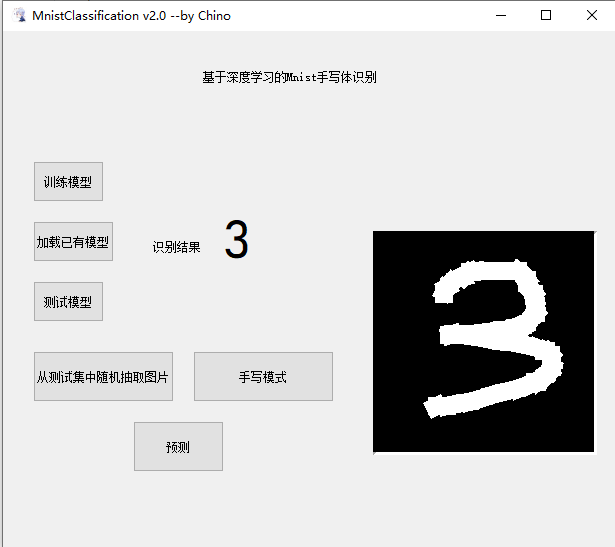 MnistClassification v2.0 --by Chino
基于深度学习的Mnist手写体识别
训练模型
加载已有模型
识别结果 3
测试模型
从测试集中随机抽取图片 手写模式
预测
3